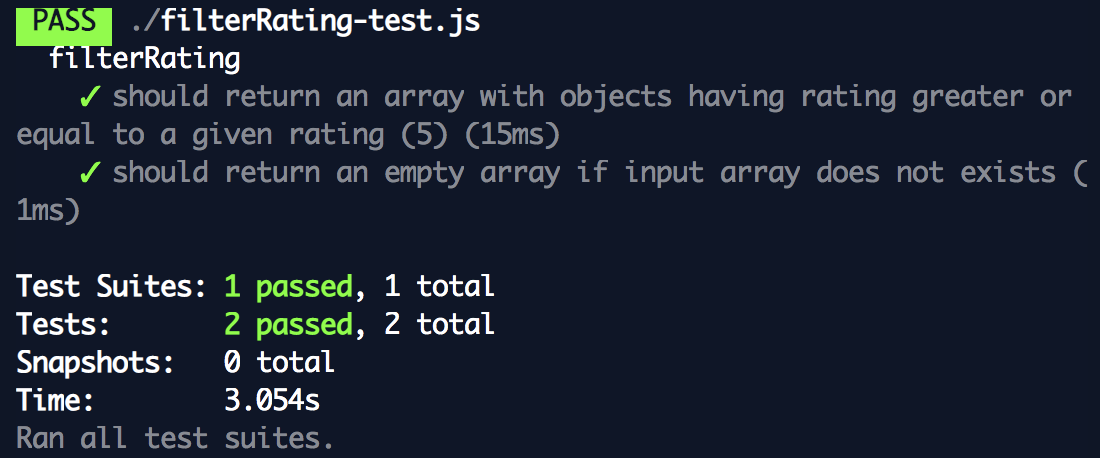 PASS ./filterRating-test.js
filterRating
✓ should return an array with objects having rating greater or
equal to a given rating (5) (15ms)
✓ should return an empty array if input array does not exists (
1ms)
Test Suites: 1 passed, 1 total
Tests: 2 passed, 2 total
Snapshots: 0 total
Time: 3.054s
Ran all test suites.